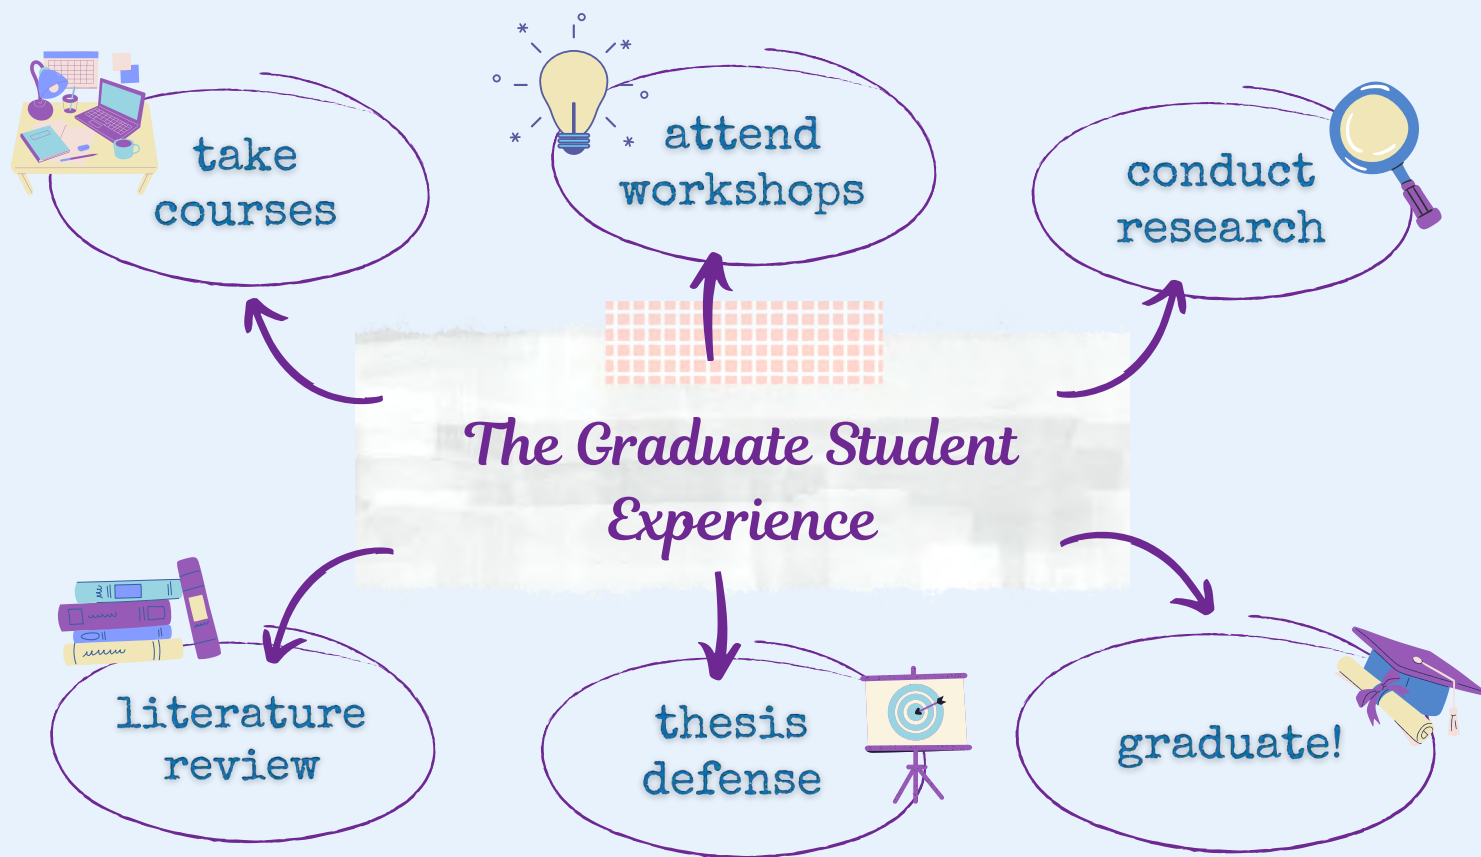 take
courses
attend
workshops
conduct
research
The Graduate Student
Experience
literature
review
thesis
defense
graduate!